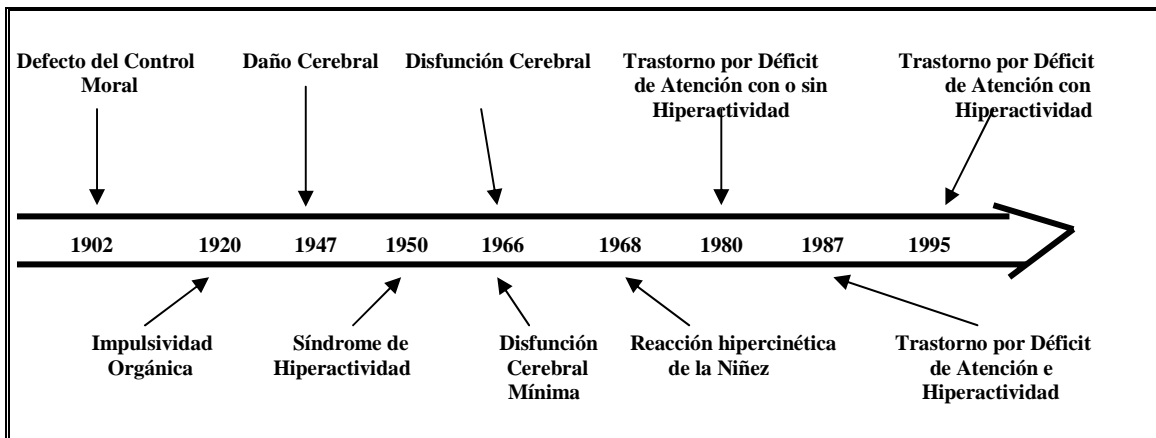 Defecto del Control
Moral
Daño Cerebral
Disfunción Cerebral
Trastorno por Déficit
de Atención con o sin
Hiperactividad
Trastorno por Déficit
de Atención con
Hiperactividad
1902 1920 1947 1950 1966 1968 1980 1987 1995
Impulsividad
Orgánica
Síndrome de
Hiperactividad
Disfunción
Cerebral
Mínima
Reacción hipercinética
de la Niñez
Trastorno por Déficit
de Atención e
Hiperactividad